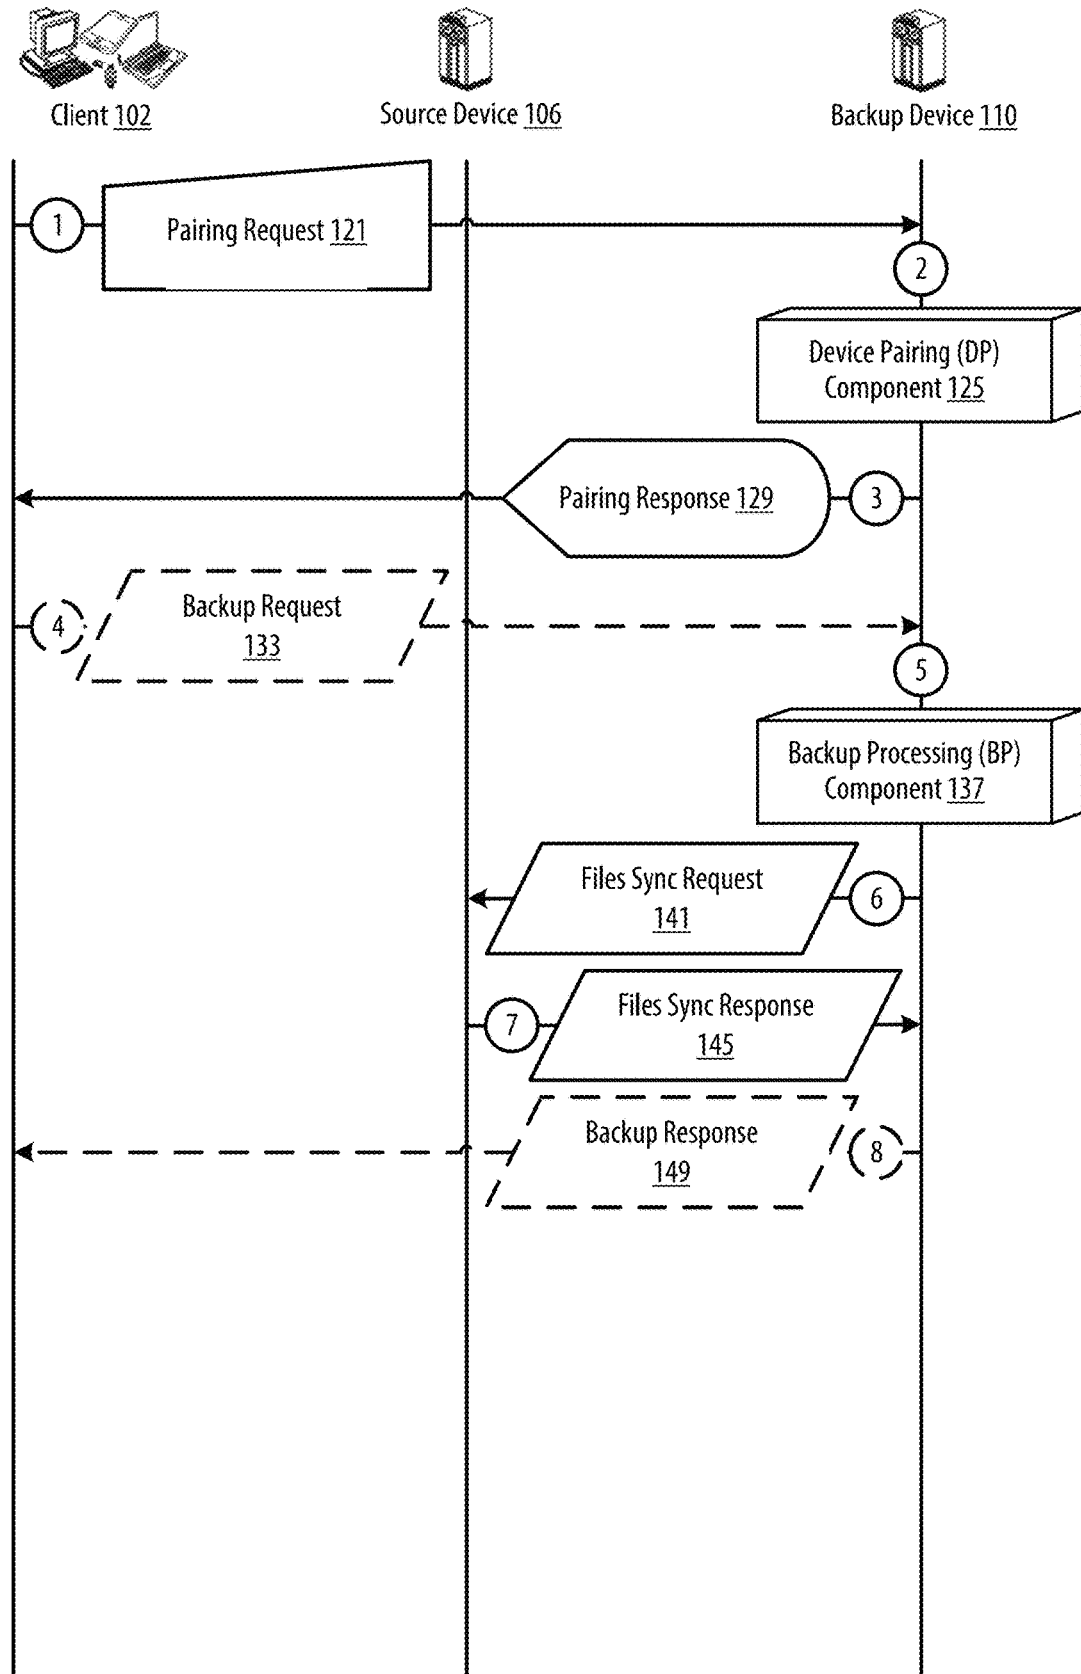 Client 102
Source Device 106
Backup Device 110
1
Pairing Request 121
2
Device Pairing (DP)
Component 125
Pairing Response 129
3
4
Backup Request
133
5
Backup Processing (BP)
Component 137
Files Sync Request
141
6
7
Files Sync Response
145
Backup Response
149
8